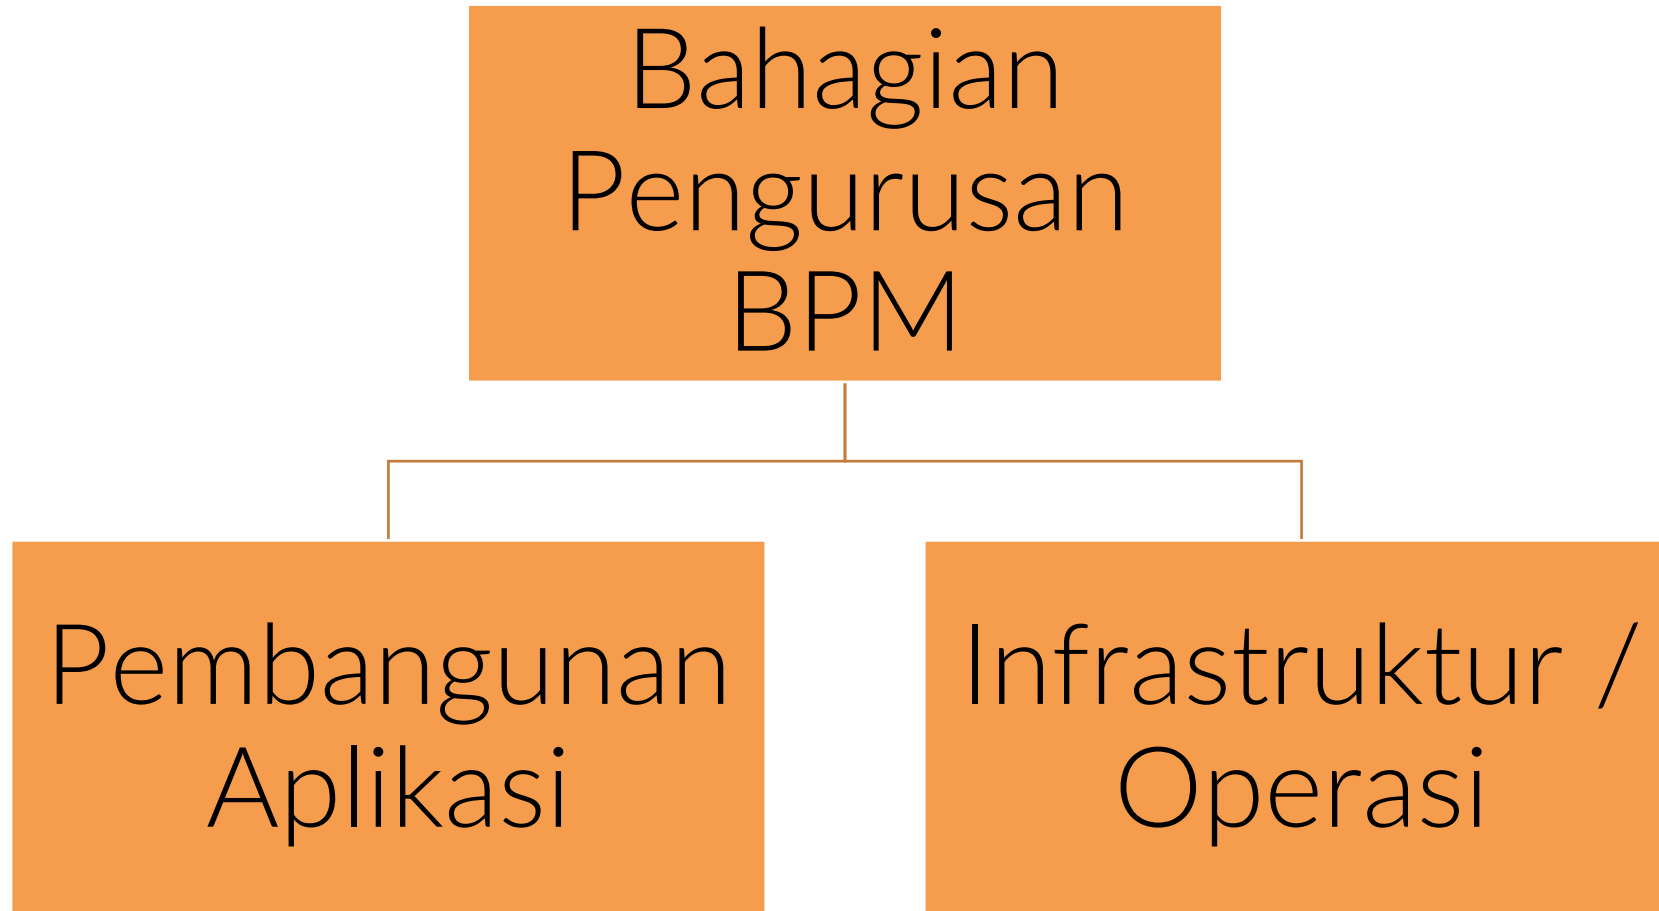 Bahagian
Pengurusan
BPM
Pembangunan
Aplikasi
Infrastruktur /
Operasi